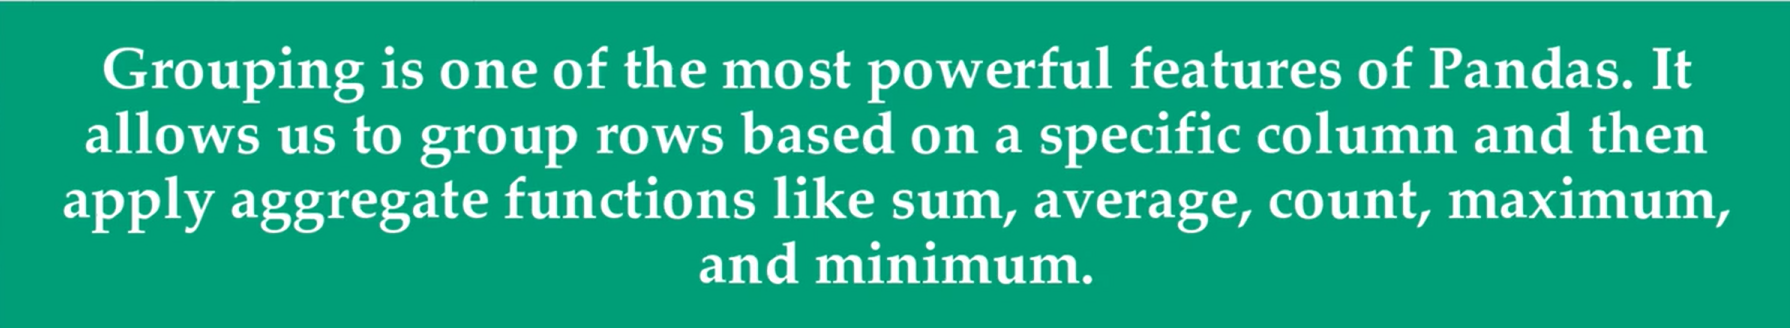 Grouping is one of the most powerful features of Pandas. It
allows us to group rows based on a specific column and then
apply aggregate functions like sum, average, count, maximum,
and minimum.